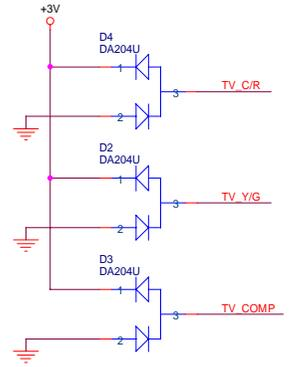 +3V
D4
DA204U
1
TV_C/R
3
2
D2
DA204U
1
TV_Y/G
3
2
D3
DA204U
1
TV_COMP
3
2